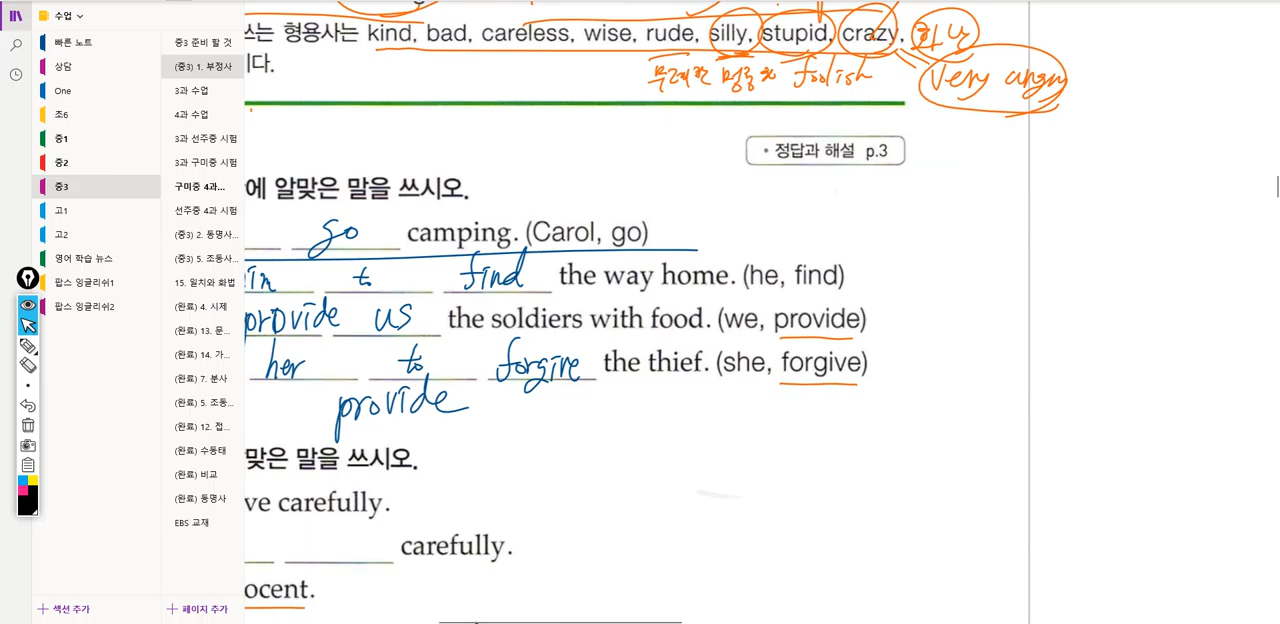 수업
쓰는 형용사는 kind, bad, careless, wise, rude, silly, stupid, crazy, 화난
이다.
무례한 멍충한 foolish Very angry
빠른 노트
상담
One
초6
중1
중2
중3
고1
고2
영어 학습 뉴스
팝스 잉글리쉬1
팝스 잉글리쉬2
섹션 추가
중3 준비 할 것
(중3) 1. 부정사
3과 수업
4과 수업
3과 선주중 시험
3과 구미중 시험
구미중 4과...
선주중 4과 시험
(중3) 2. 동명사...
(중3) 5. 조동사...
15. 일치와 화법
(완료) 4. 시제
(완료) 13. 문...
(완료) 14. 가...
(완료) 7. 분사
(완료) 5. 조동...
(완료) 12. 접...
(완료) 수동태
(완료) 비교
(완료) 동명사
EBS 교재
페이지 추가
• 정답과 해설 p.3
에 알맞은 말을 쓰시오.
go camping. (Carol, go)
in to find the way home. (he, find)
provide us the soldiers with food. (we, provide)
her to forgive the thief. (she, forgive)
provide
맞은 말을 쓰시오.
ve carefully.
carefully.
ocent.